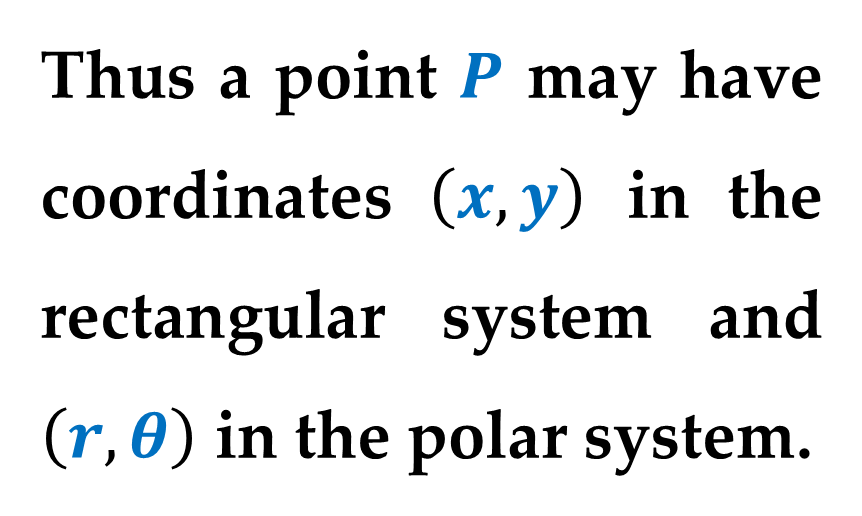 Thus a point P may have
coordinates (x, y) in the
rectangular system and
(r, θ) in the polar system.